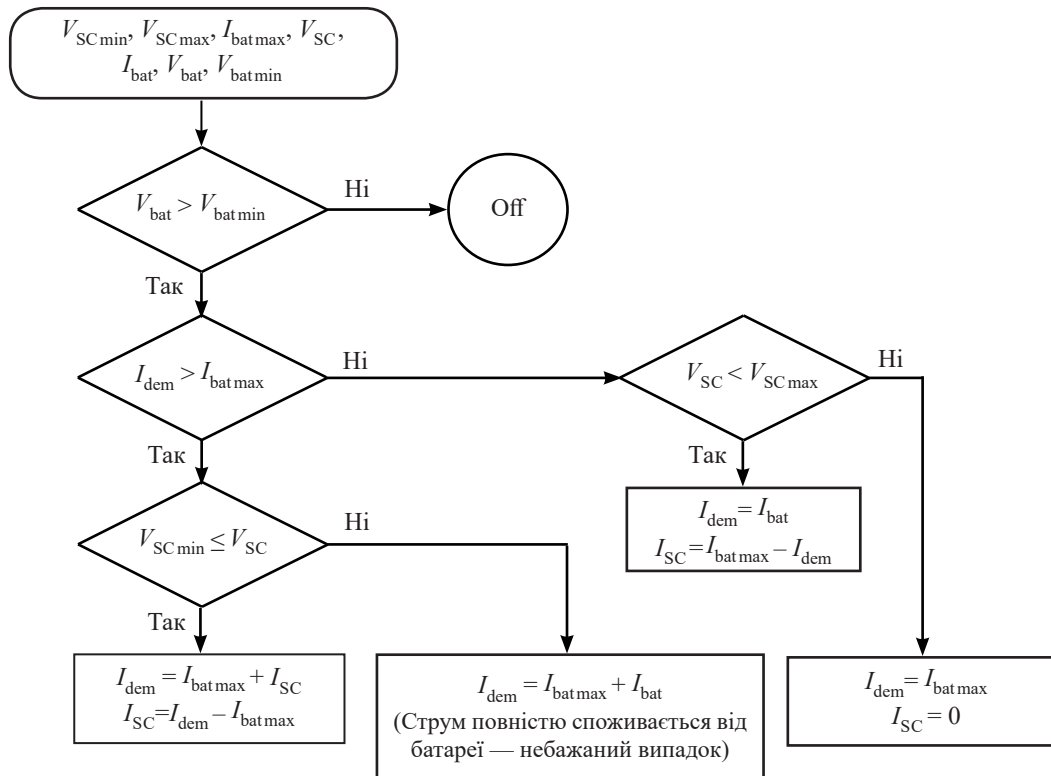 V_SC min, V_SC max, I_bat max, V_SC,
I_bat, V_bat, V_bat min
V_bat > V_bat min
Ні
Off
Так
I_dem > I_bat max
Ні
V_SC < V_SC max
Ні
Так
Так
I_dem = I_bat
I_SC = I_bat max – I_dem
V_SC min ≤ V_SC
Ні
Так
I_dem = I_bat max + I_SC
I_SC = I_dem – I_bat max
I_dem = I_bat max + I_bat
(Струм повністю споживається від
батареї — небажаний випадок)
I_dem = I_bat max
I_SC = 0